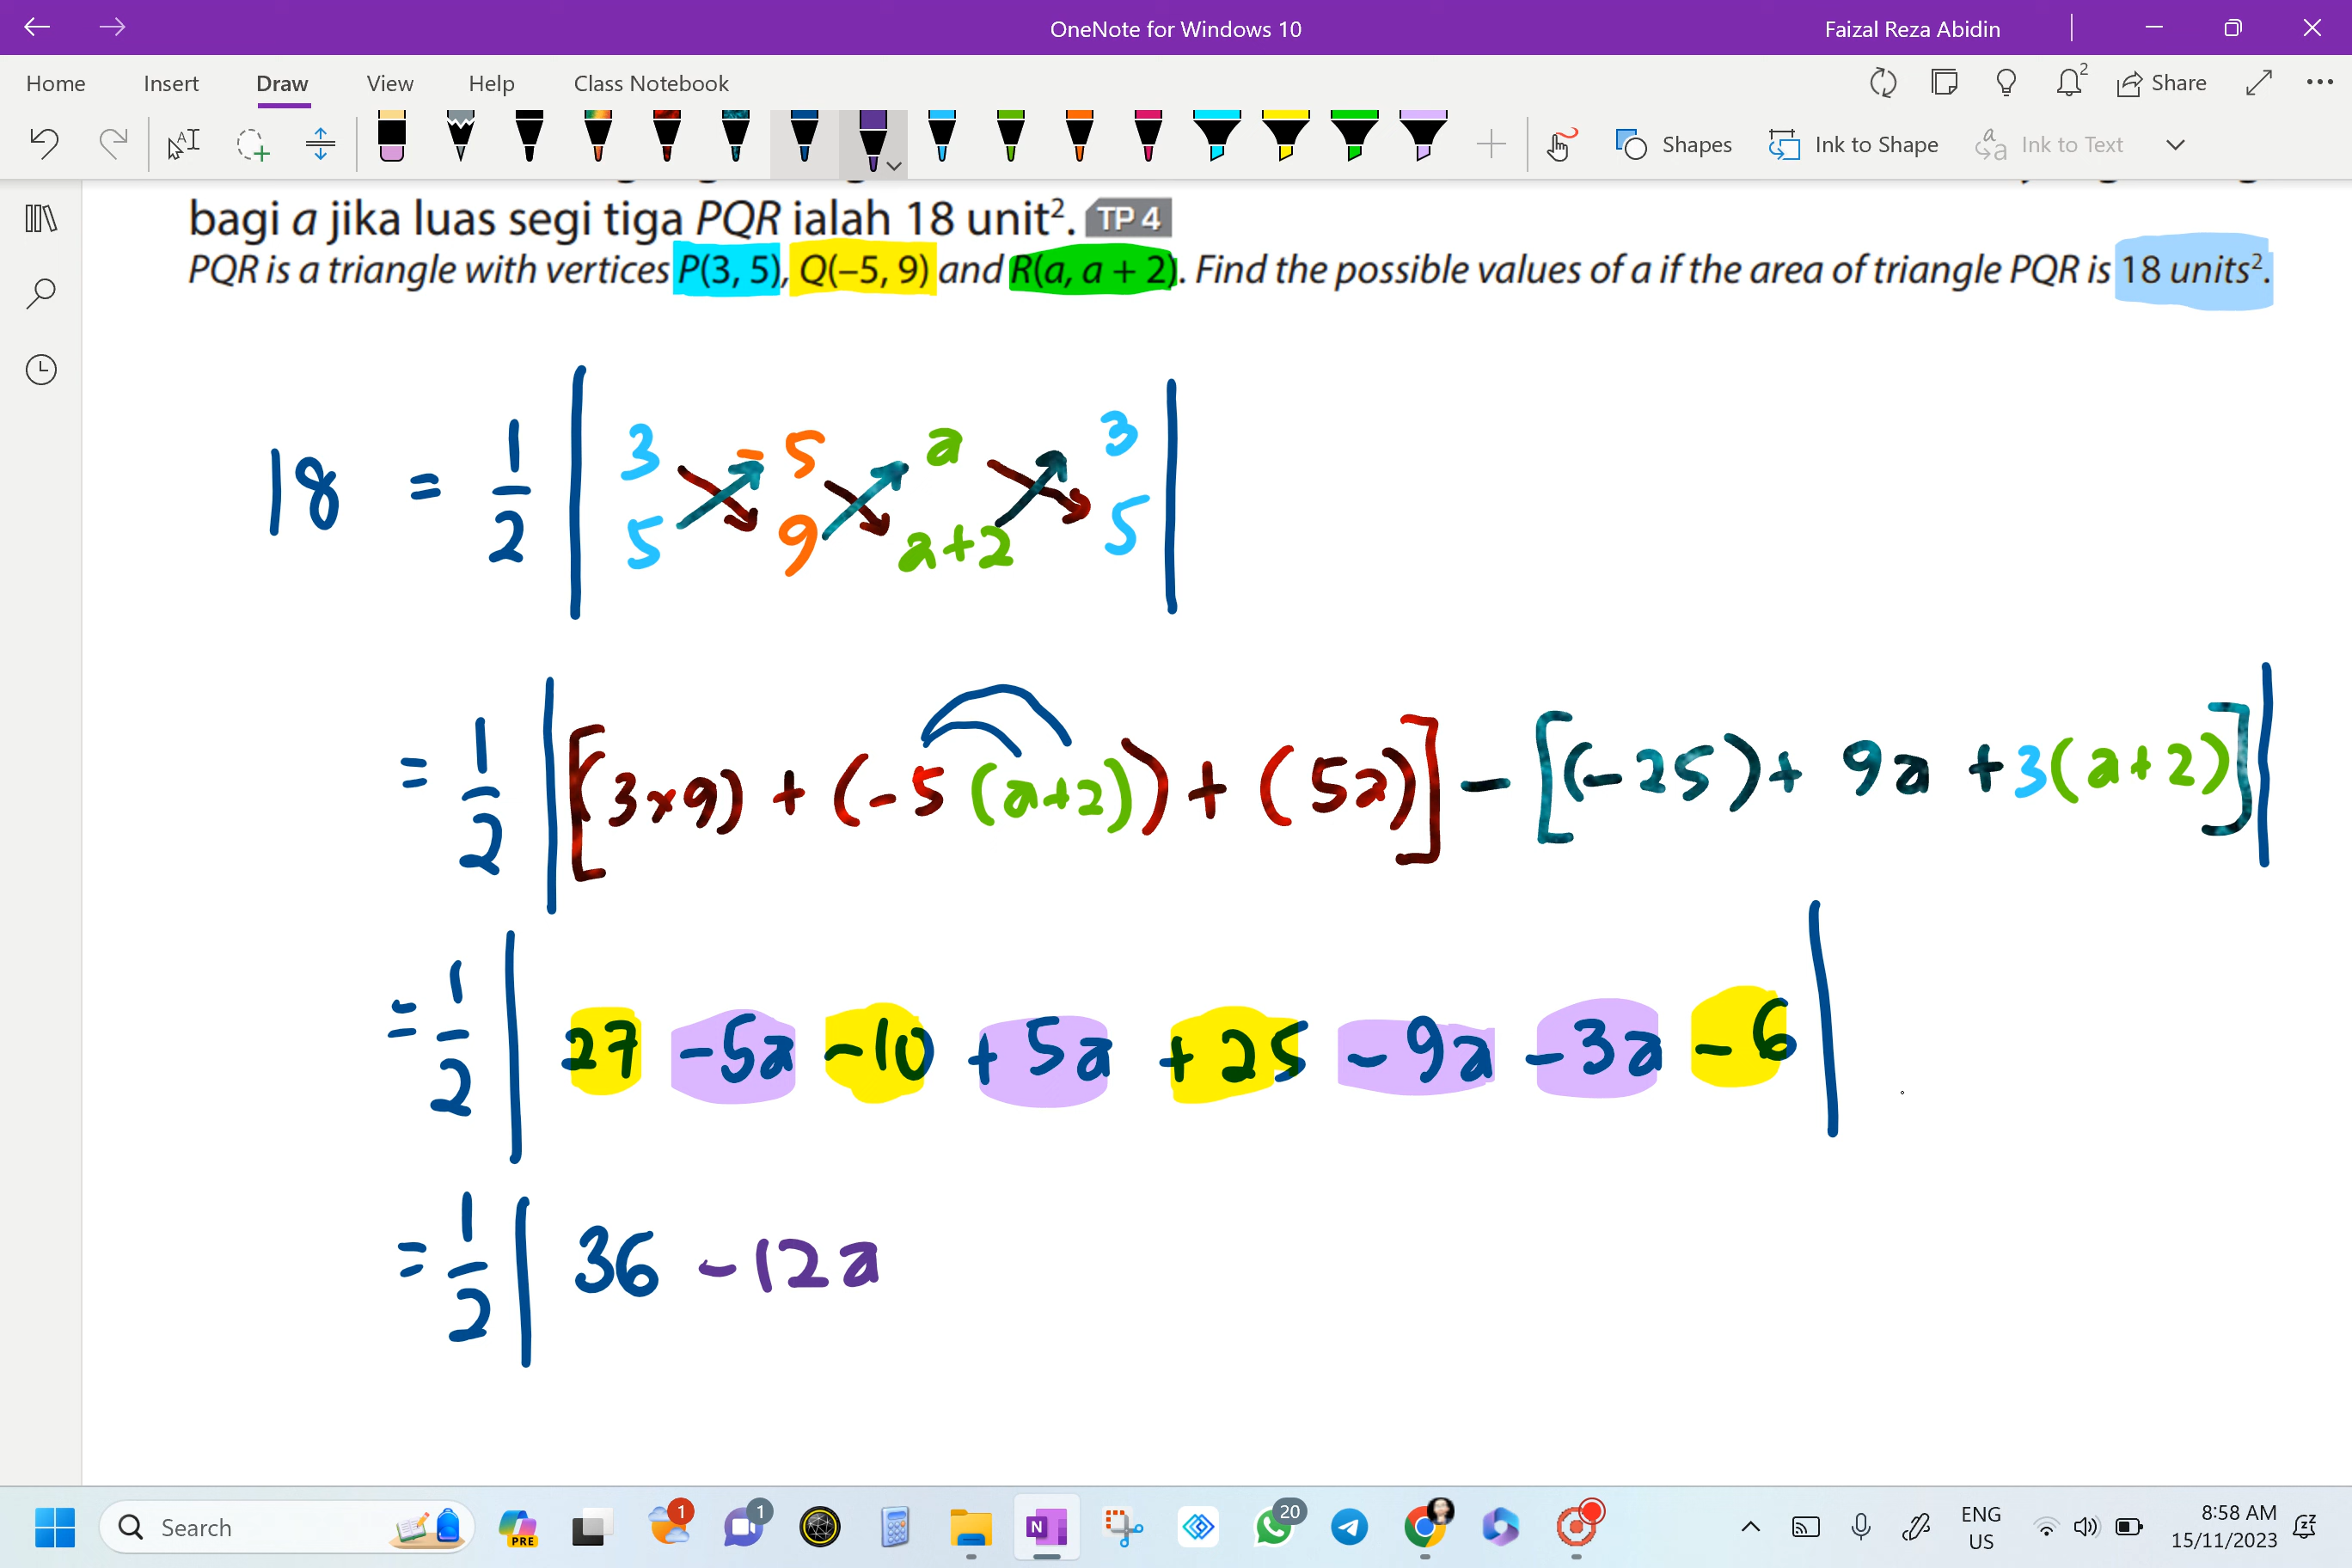 OneNote for Windows 10 Faizal Reza Abidin
Home Insert Draw View Help Class Notebook 2 Share
Shapes Ink to Shape Ink to Text
bagi a jika luas segi tiga PQR ialah 18 unit². TP 4
PQR is a triangle with vertices P(3, 5), Q(–5, 9) and R(a, a + 2). Find the possible values of a if the area of triangle PQR is 18 units².
18 = 1/2 | 3 -5 a 3
5 9 a+2 5 |
= 1/2 | [(3×9) + (-5(a+2)) + (5a)] - [(-25) + 9a + 3(a+2)] |
= 1/2 | 27 -5a -10 +5a +25 -9a -3a -6 |
= 1/2 | 36 -12a
Search PRE 1 1 N 20 ENG US 8:58 AM 15/11/2023